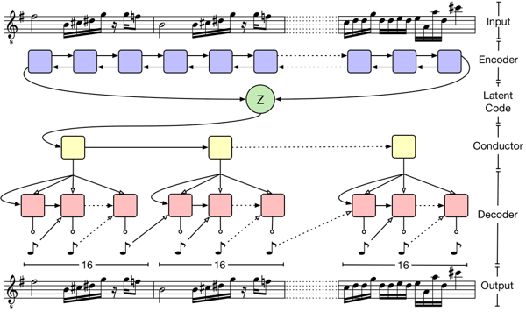 Input
Encoder
Z
Latent
Code
Conductor
Decoder
16 16 16
Output